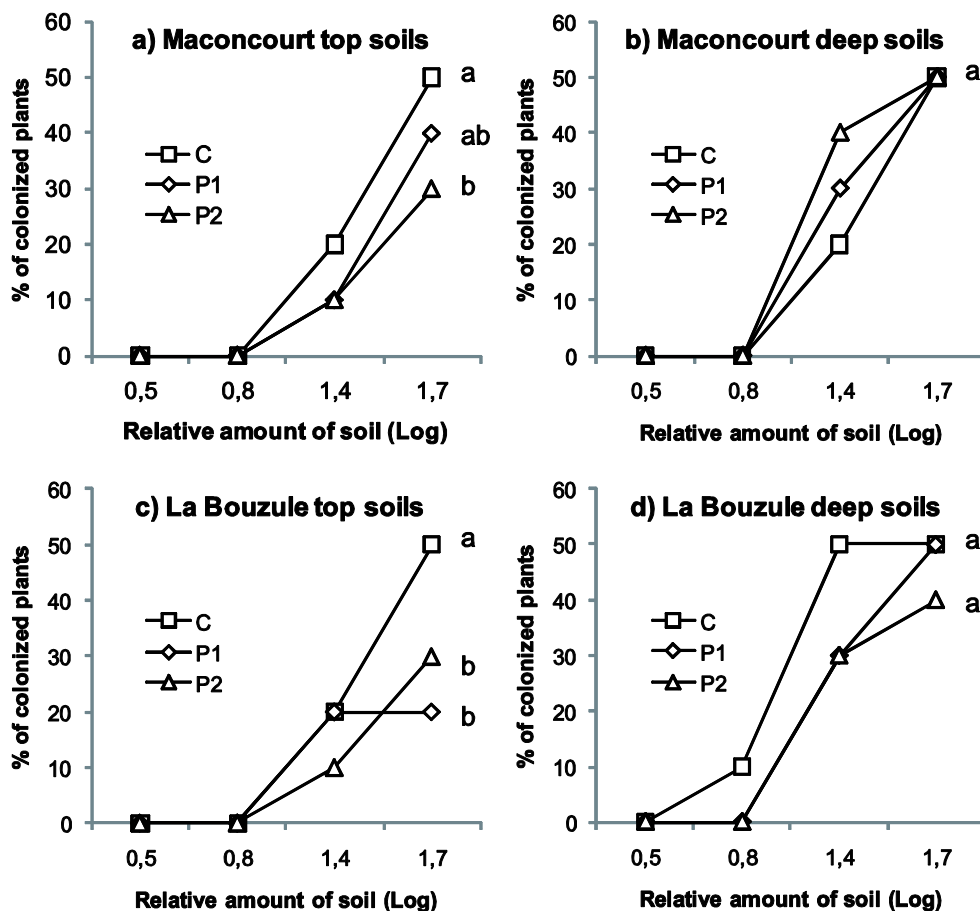 a) Maconcourt top soils
% of colonized plants
60
50
40
30
20
10
0
C
P1
P2
a
ab
b
0,5 0,8 1,4 1,7
Relative amount of soil (Log)
b) Maconcourt deep soils
% of colonized plants
60
50
40
30
20
10
0
C
P1
P2
a
0,5 0,8 1,4 1,7
Relative amount of soil (Log)
c) La Bouzule top soils
% of colonized plants
60
50
40
30
20
10
0
C
P1
P2
a
b
b
0,5 0,8 1,4 1,7
Relative amount of soil (Log)
d) La Bouzule deep soils
% of colonized plants
60
50
40
30
20
10
0
C
P1
P2
a
a
0,5 0,8 1,4 1,7
Relative amount of soil (Log)